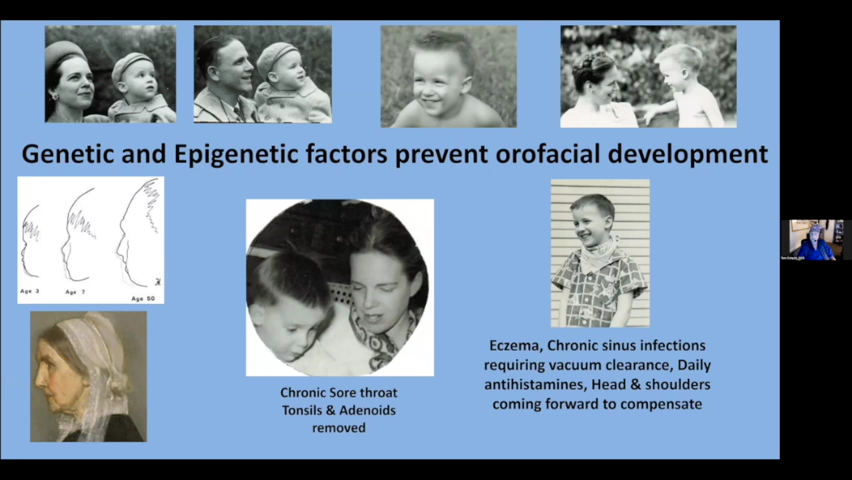 Genetic and Epigenetic factors prevent orofacial development
Age 3
Age 7
Age 50
Chronic Sore throat
Tonsils & Adenoids
removed
Eczema, Chronic sinus infections
requiring vacuum clearance, Daily
antihistamines, Head & shoulders
coming forward to compensate